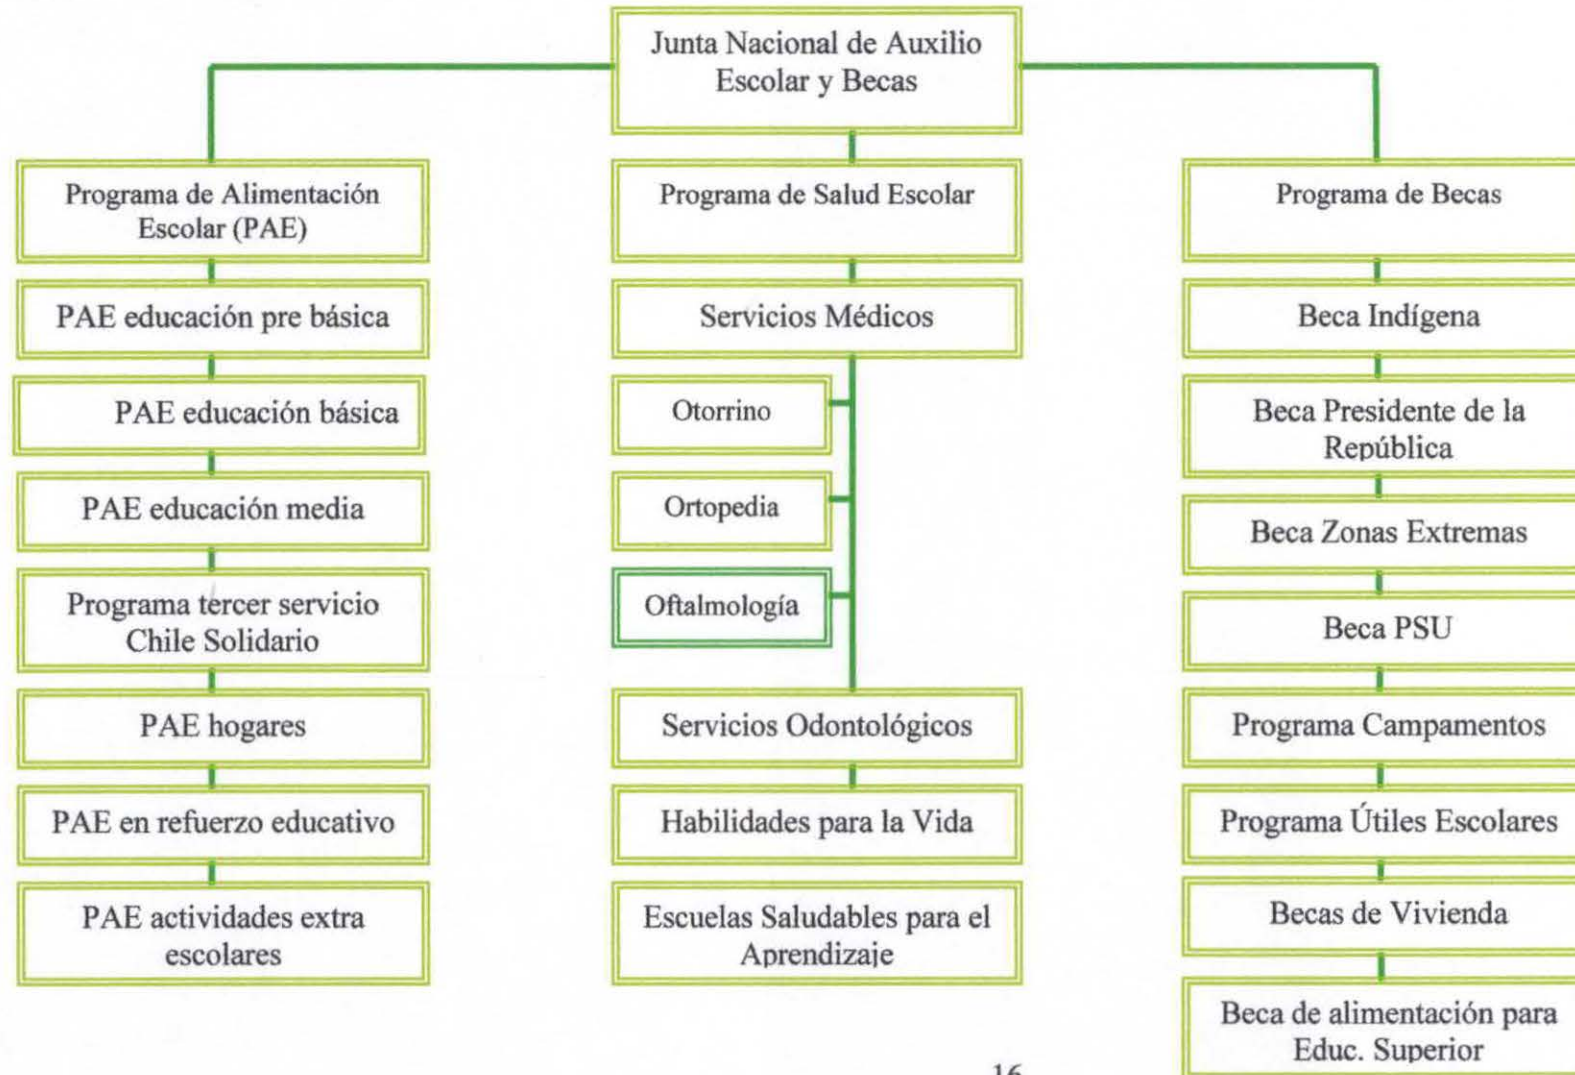 Junta Nacional de Auxilio
Escolar y Becas
Programa de Alimentación
Escolar (PAE)
PAE educación pre básica
PAE educación básica
PAE educación media
Programa tercer servicio
Chile Solidario
PAE hogares
PAE en refuerzo educativo
PAE actividades extra
escolares
Programa de Salud Escolar
Servicios Médicos
Otorrino
Ortopedia
Oftalmología
Servicios Odontológicos
Habilidades para la Vida
Escuelas Saludables para el
Aprendizaje
Programa de Becas
Beca Indígena
Beca Presidente de la
República
Beca Zonas Extremas
Beca PSU
Programa Campamentos
Programa Útiles Escolares
Becas de Vivienda
Beca de alimentación para
Educ. Superior
16